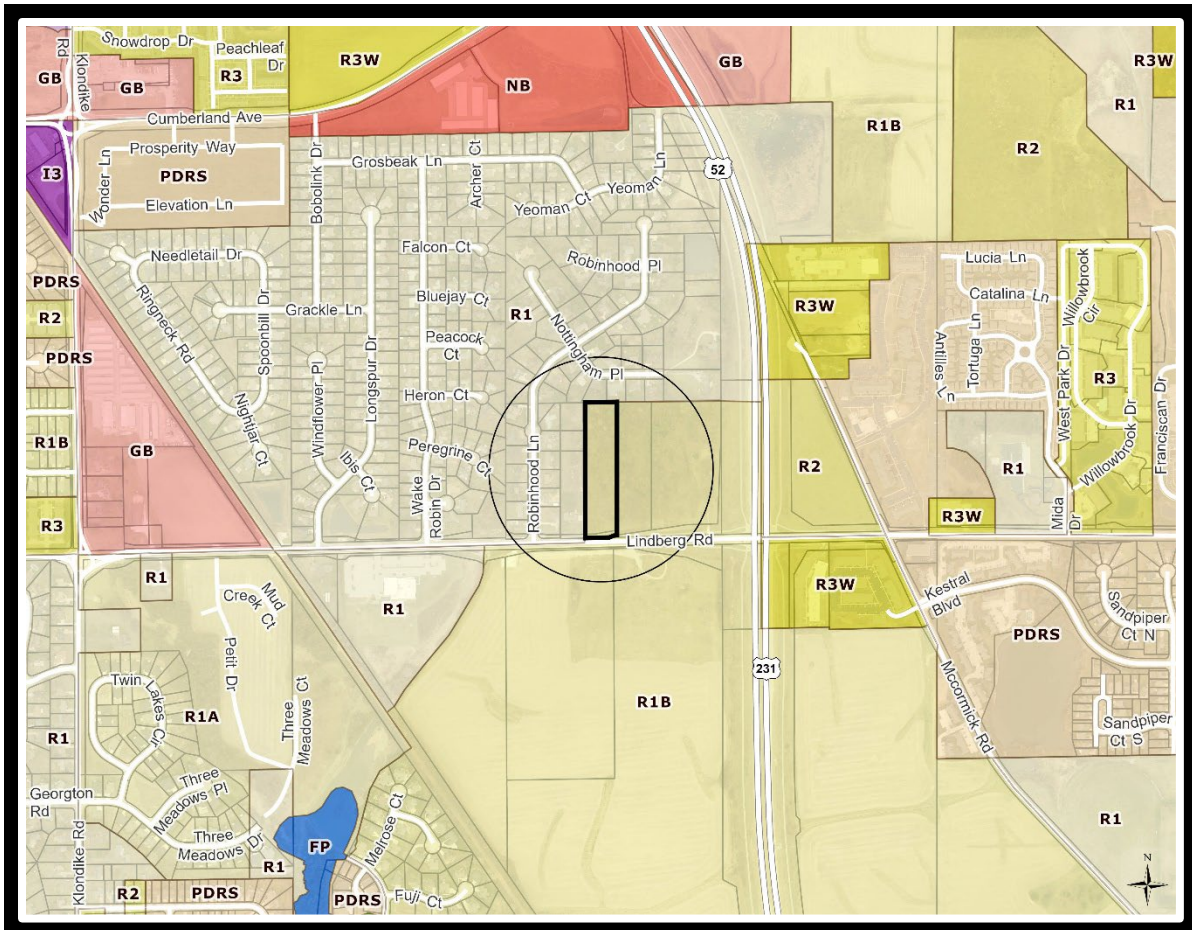 Snowdrop Dr
Peachleaf
Dr
Rd
Klondike
GB
GB
R3
R3W
NB
GB
R3W
R1
R1B
R2
Cumberland Ave
Prosperity Way
Wonder Ln
PDRS
Elevation Ln
I3
Bobolink Dr
Grosbeak Ln
Archer Ct
Yeoman Ct
Yeoman Ln
52
Needletail Dr
Falcon Ct
Robinhood Pl
Lucia Ln
Catalina Ln
Willowbrook
Cir
PDRS
R2
PDRS
Ringneck Rd
Spoonbill Dr
Grackle Ln
Longspur Dr
Bluejay Ct
R1
Nottingham Pl
Peacock
Ct
R3W
Antilles Ln
Tortuga Ln
West Park Dr
R3
Franciscan Dr
Windflower Pl
Heron Ct
Nightjar Ct
R1B
GB
Ibis Ct
Peregrine Ct
Wake
Robin Dr
Robinhood Ln
R2
R1
Willowbrook Dr
R3
R3W
Mida
Dr
Lindberg Rd
R1
Mud
Creek Ct
R1
R3W
Kestral
Blvd
Sandpiper
Ct N
PDRS
Petit Dr
231
Twin
Lakes Cir
R1A
Three
Meadows Ct
R1B
Mccormick Rd
Sandpiper
Ct S
R1
Georgton
Rd
Three
Meadows Pl
Klondike Rd
Three
Meadows Dr
R1
FP
Melrose Ct
R1
R2
PDRS
PDRS
Fuji Ct
N